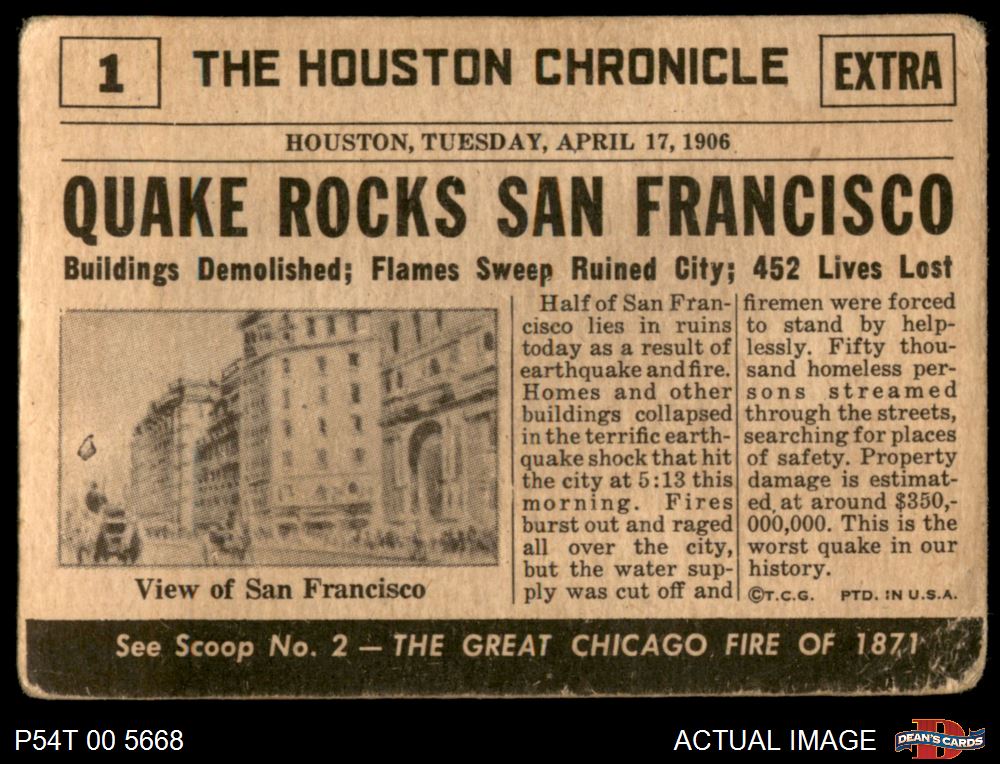 1
THE HOUSTON CHRONICLE
EXTRA
HOUSTON, TUESDAY, APRIL 17, 1906
QUAKE ROCKS SAN FRANCISCO
Buildings Demolished; Flames Sweep Ruined City; 452 Lives Lost
Half of San Fran-
cisco lies in ruins
today as a result of
earthquake and fire.
Homes and other
buildings collapsed
in the terrific earth-
quake shock that hit
the city at 5:13 this
morning. Fires
burst out and raged
all over the city,
but the water sup-
ply was cut off and
firemen were forced
to stand by help-
lessly. Fifty thou-
sand homeless per-
sons streamed
through the streets,
searching for places
of safety. Property
damage is estimat-
ed at around $350,-
000,000. This is the
worst quake in our
history.
©T.C.G. PTD. IN U.S.A.
View of San Francisco
See Scoop No. 2 — THE GREAT CHICAGO FIRE OF 1871
P54T 00 5668
ACTUAL IMAGE
DEAN'S CARDS